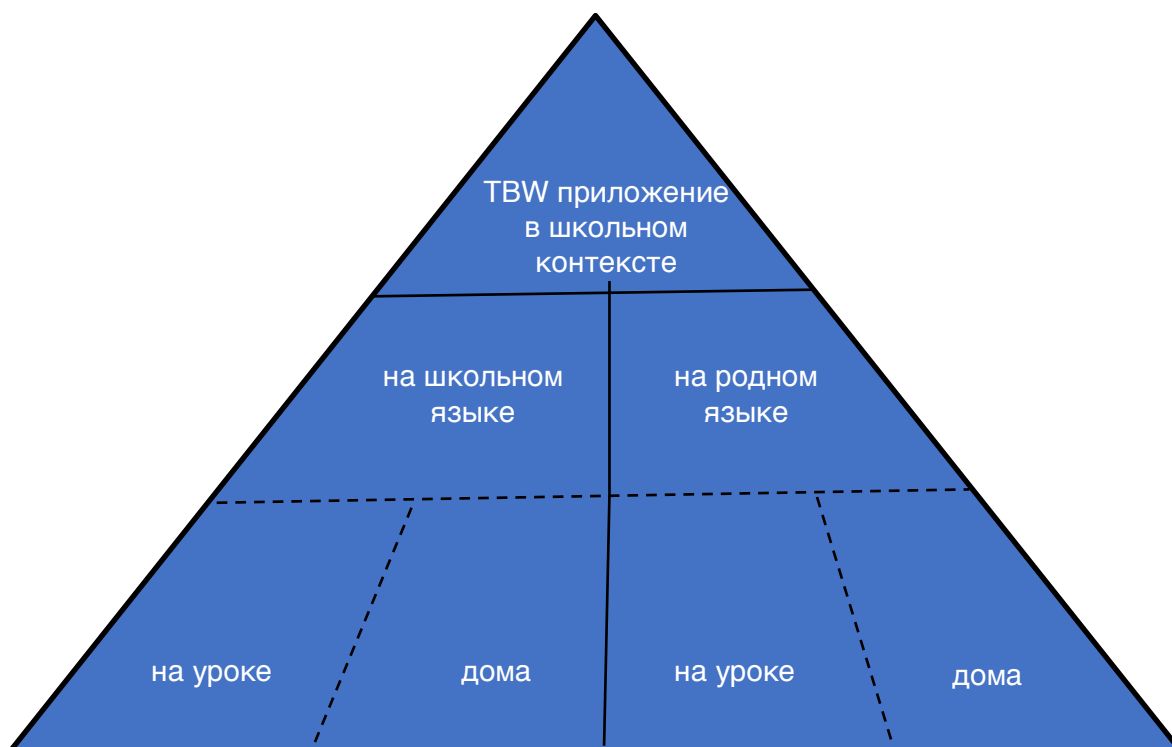 TBW приложение
в школьном
контексте
на школьном
языке
на родном
языке
на уроке
дома
на уроке
дома